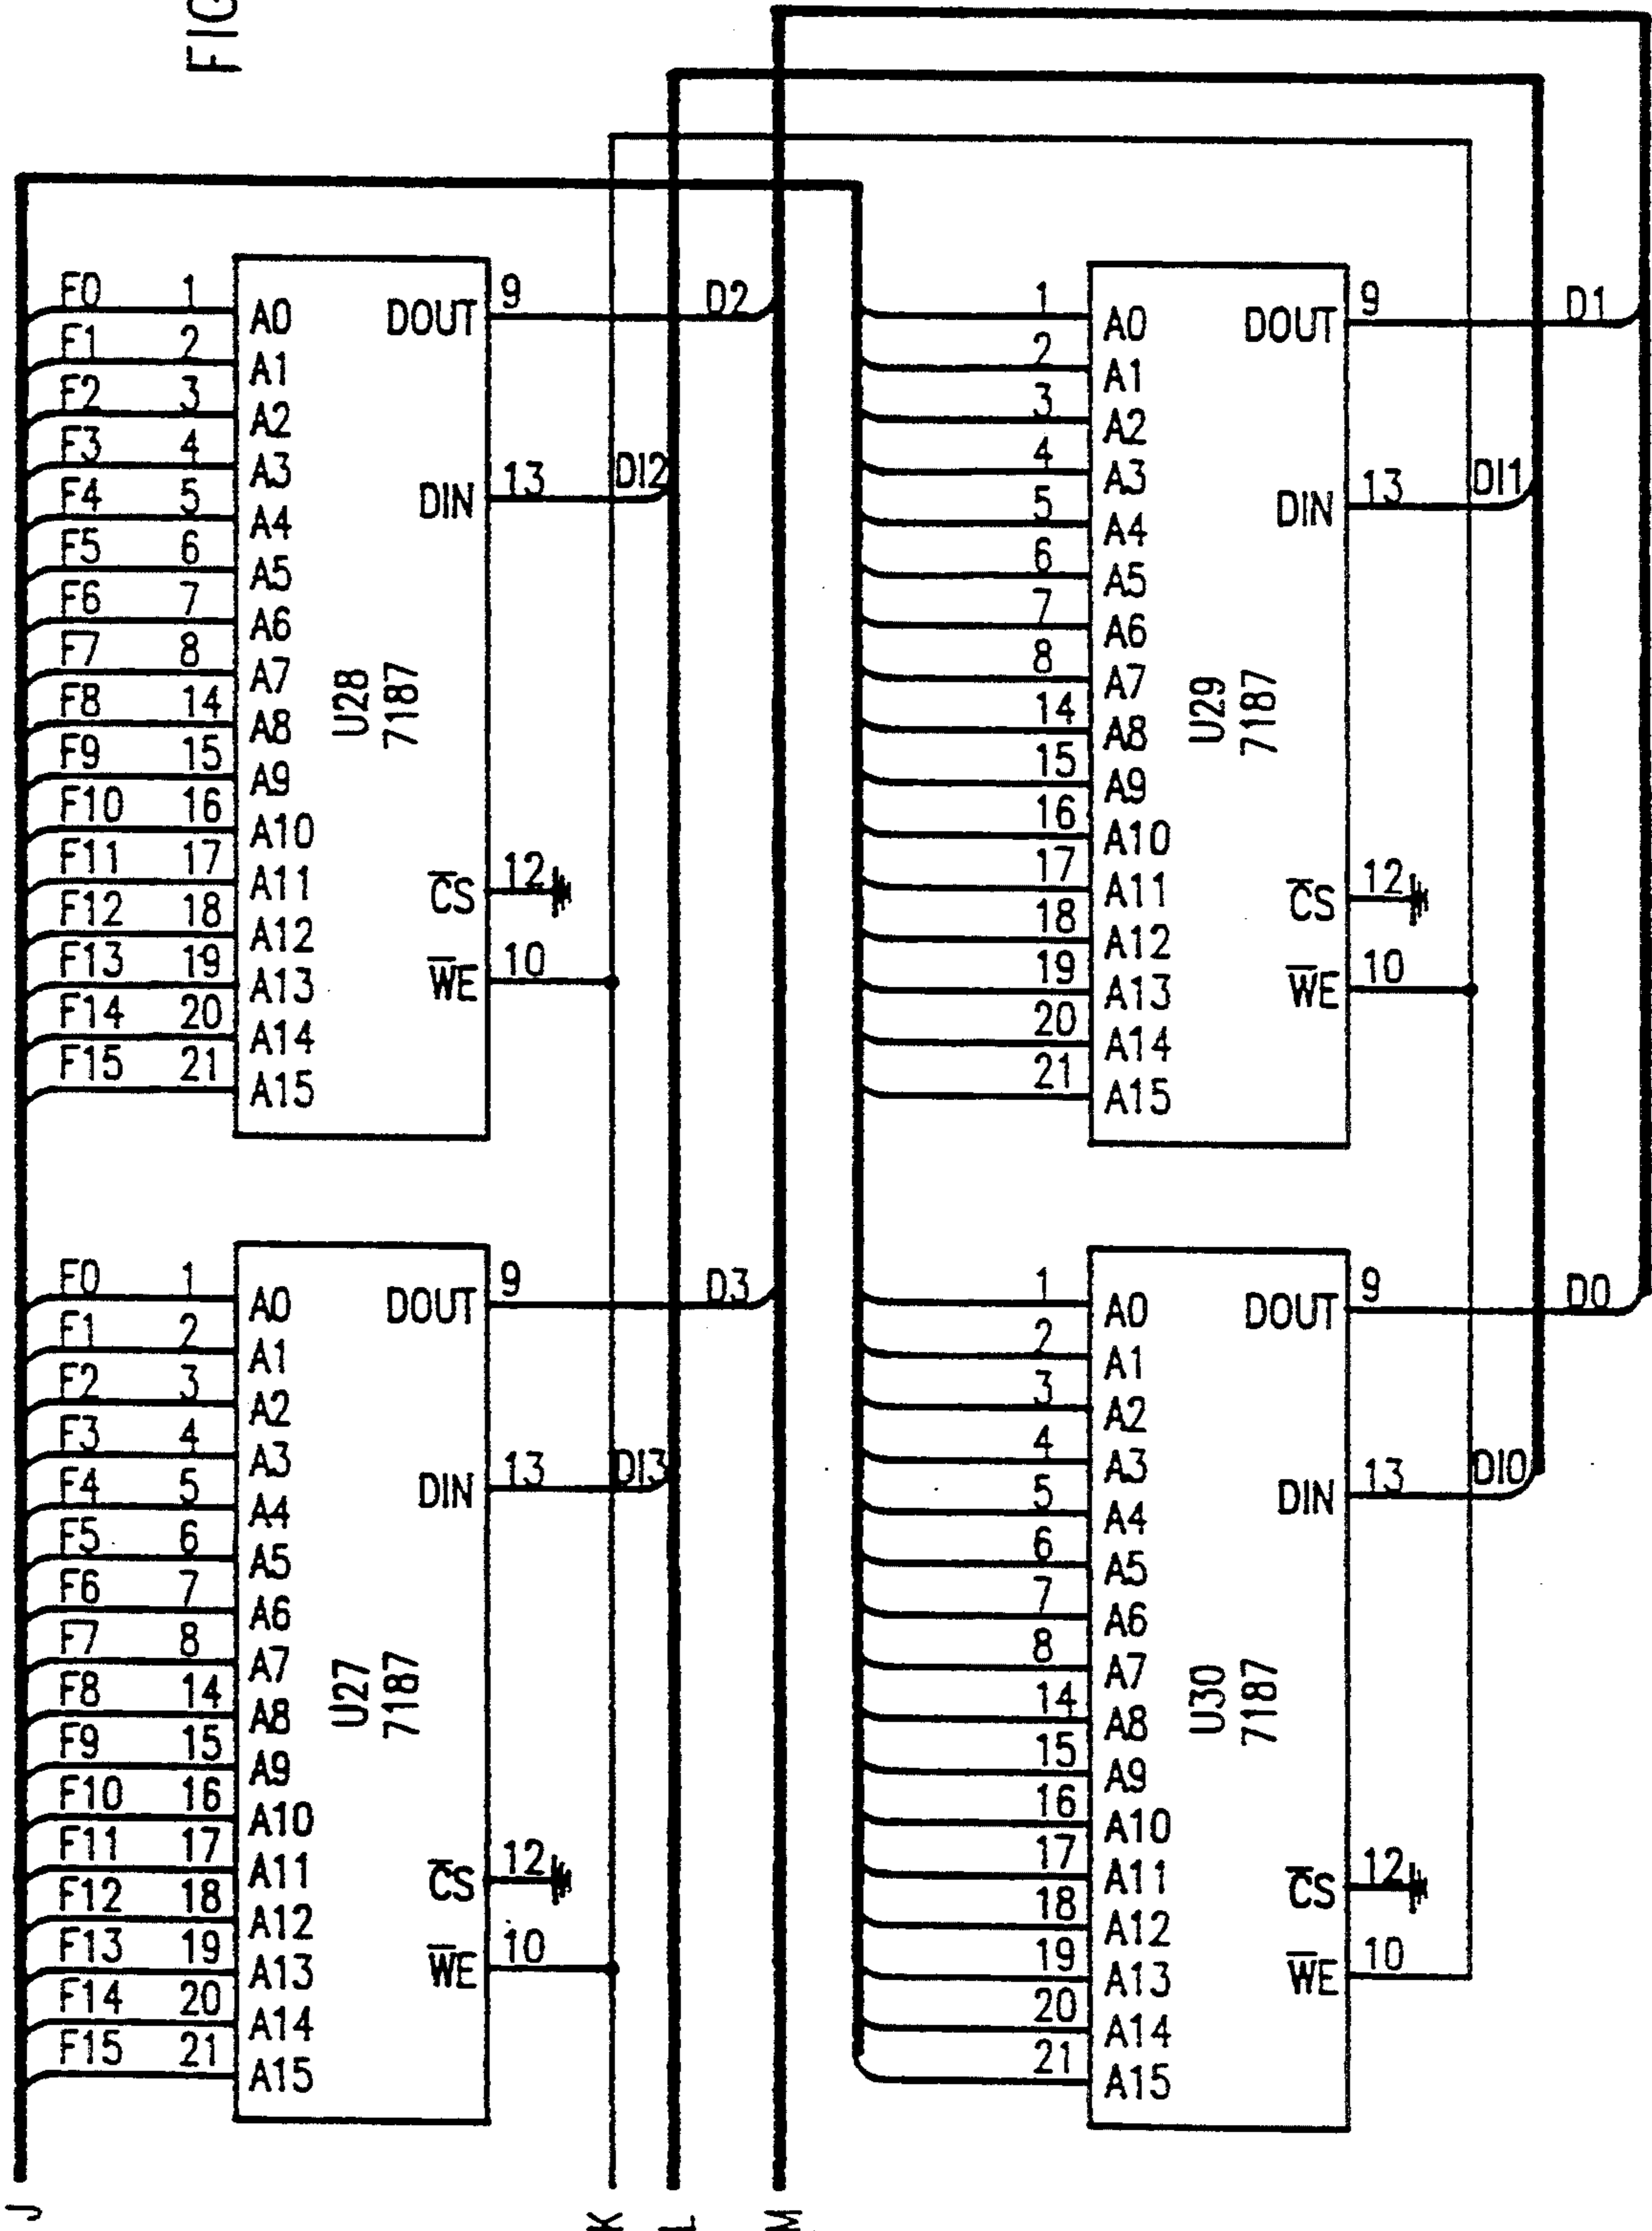 FIG
F0 1 A0 DOUT 9 D2
F1 2 A1
F2 3 A2
F3 4 A3
F4 5 A4 DIN 13 DI2
F5 6 A5
F6 7 A6
F7 8 A7
F8 14 A8
F9 15 A9
F10 16 A10
F11 17 A11 C̅S 12
F12 18 A12
F13 19 A13 W̅E 10
F14 20 A14
F15 21 A15
U28
7187
1 A0 DOUT 9 D1
2 A1
3 A2
4 A3
5 A4 DIN 13 DI1
6 A5
7 A6
8 A7
14 A8
15 A9
16 A10
17 A11 C̅S 12
18 A12
19 A13 W̅E 10
20 A14
21 A15
U29
7187
F0 1 A0 DOUT 9 D3
F1 2 A1
F2 3 A2
F3 4 A3
F4 5 A4 DIN 13 DI3
F5 6 A5
F6 7 A6
F7 8 A7
F8 14 A8
F9 15 A9
F10 16 A10
F11 17 A11 C̅S 12
F12 18 A12
F13 19 A13 W̅E 10
F14 20 A14
F15 21 A15
U27
7187
1 A0 DOUT 9 D0
2 A1
3 A2
4 A3
5 A4 DIN 13 DI0
6 A5
7 A6
8 A7
14 A8
15 A9
16 A10
17 A11 C̅S 12
18 A12
19 A13 W̅E 10
20 A14
21 A15
U30
7187
J
K
L
M